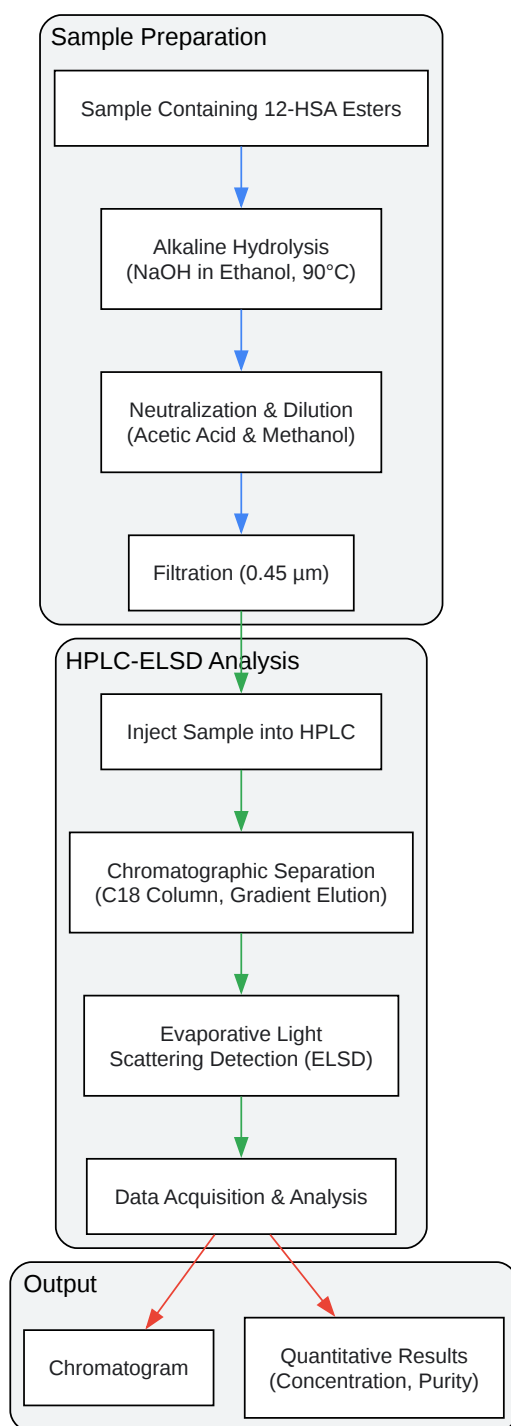 Sample Preparation
Sample Containing 12-HSA Esters
Alkaline Hydrolysis
(NaOH in Ethanol, 90°C)
Neutralization & Dilution
(Acetic Acid & Methanol)
Filtration (0.45 µm)
HPLC-ELSD Analysis
Inject Sample into HPLC
Chromatographic Separation
(C18 Column, Gradient Elution)
Evaporative Light
Scattering Detection (ELSD)
Data Acquisition & Analysis
Output
Chromatogram
Quantitative Results
(Concentration, Purity)